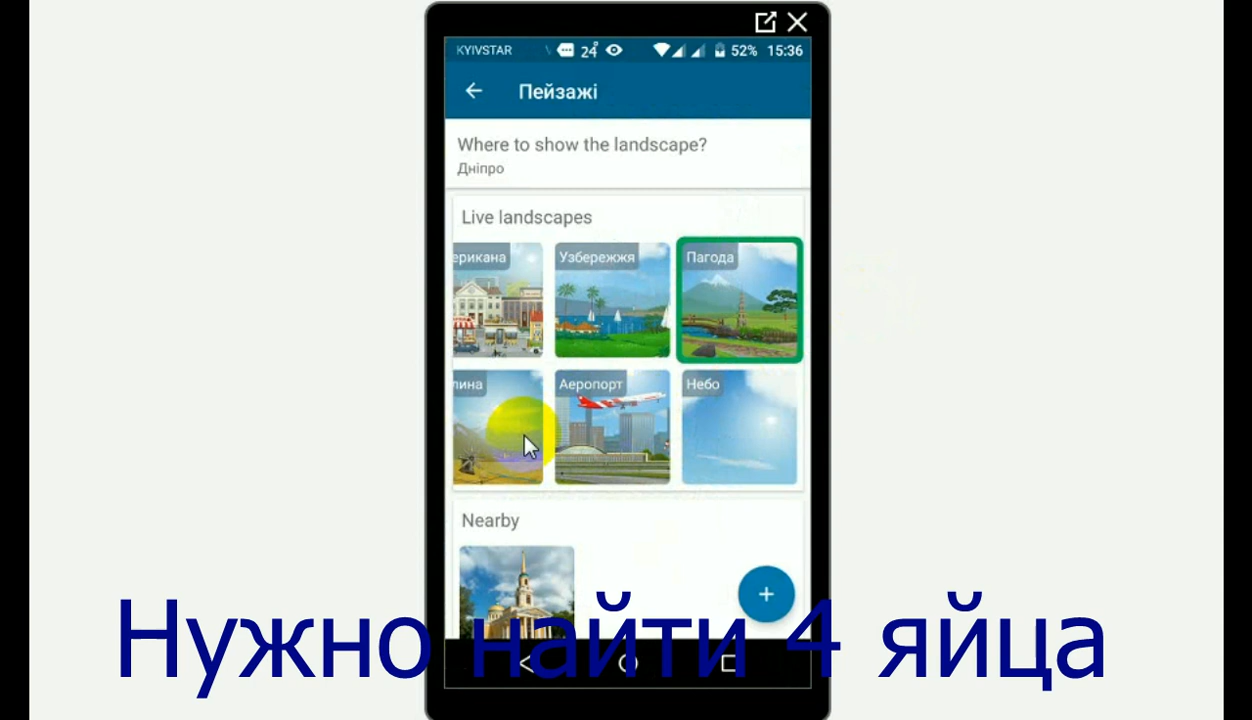 KYIVSTAR 24° 52% 15:36
Пейзажі
Where to show the landscape?
Дніпро
Live landscapes
ерикана Узбережжя Пагода
лина Аеропорт Небо
Nearby
+
Нужно найти 4 яйца